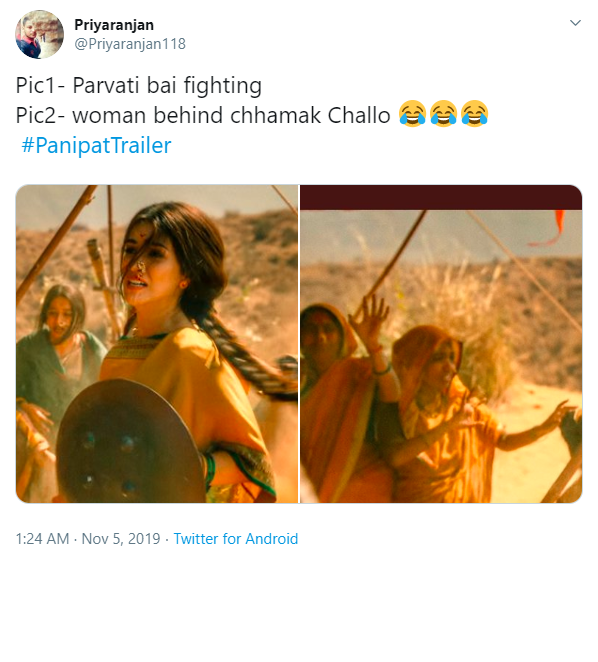 Priyaranjan
@Priyaranjan118
Pic1- Parvati bai fighting
Pic2- woman behind chhamak Challo 😂😂😂
#PanipatTrailer
1:24 AM · Nov 5, 2019 · Twitter for Android